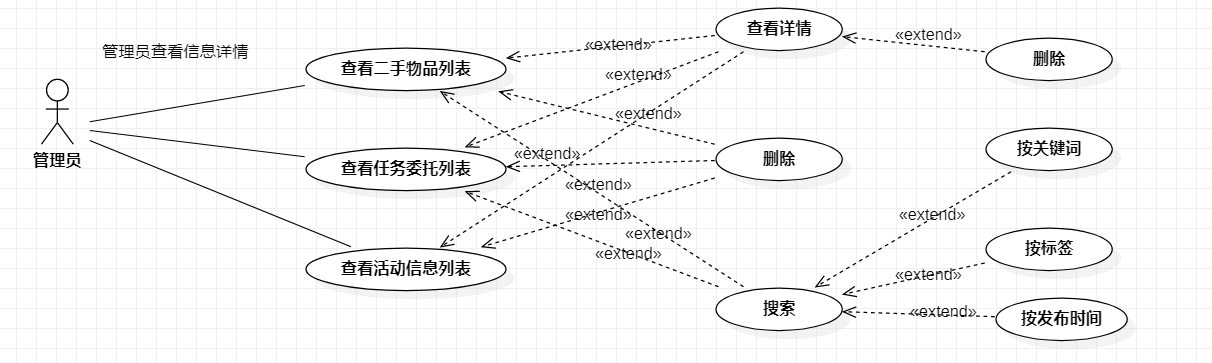 查看详情
«extend»
删除
管理员查看信息详情
«extend»
查看二手物品列表
«extend»
«extend»
管理员
查看任务委托列表
«extend»
删除
按关键词
«extend»
«extend»
«extend»
«extend»
«extend»
查看活动信息列表
按标签
«extend»
搜索
«extend»
按发布时间